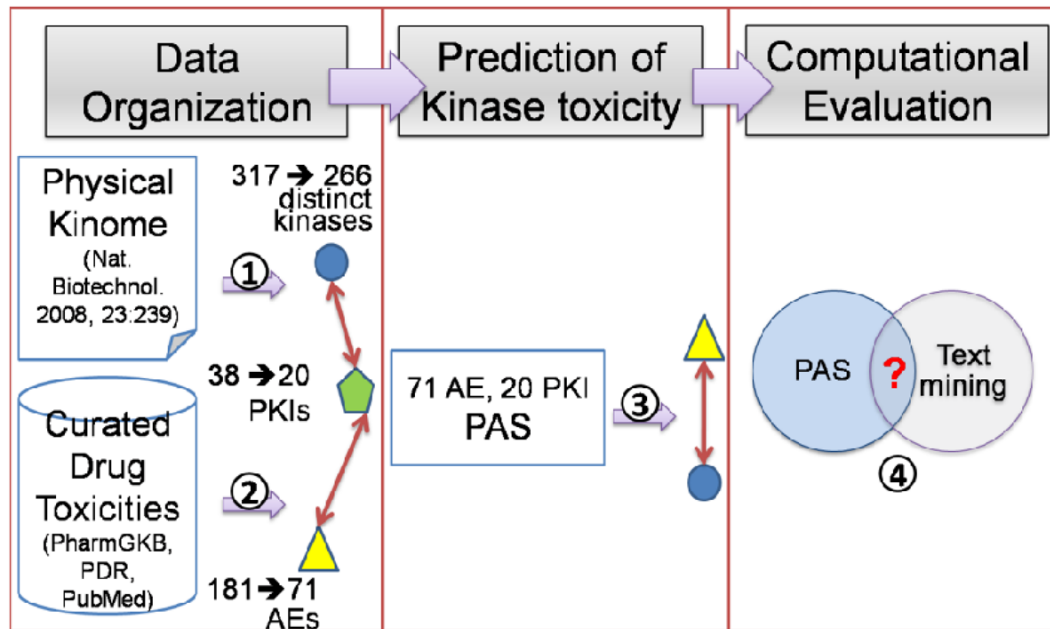 Data
Organization
Prediction of
Kinase toxicity
Computational
Evaluation
Physical
Kinome
(Nat.
Biotechnol.
2008, 23:239)
1
317 → 266
distinct
kinases
38 → 20
PKIs
Curated
Drug
Toxicities
(PharmGKB,
PDR,
PubMed)
2
181 → 71
AEs
71 AE, 20 PKI
PAS
3
PAS
?
Text
mining
4